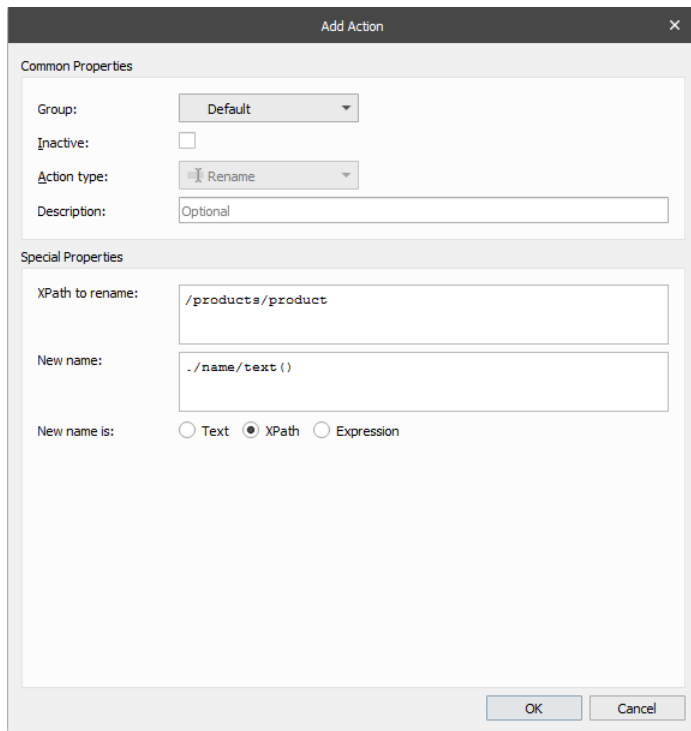 Add Action
Common Properties
Group: Default
Inactive:
Action type: Rename
Description: Optional
Special Properties
XPath to rename: /products/product
New name: ./name/text()
New name is: Text XPath Expression
OK Cancel